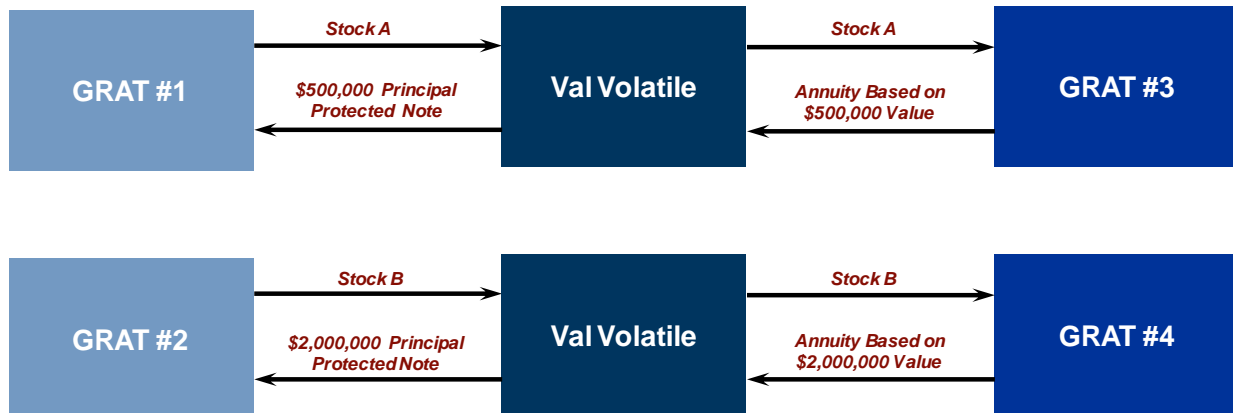 Stock A
Stock A
GRAT #1
Val Volatile
GRAT #3
$500,000 Principal
Protected Note
Annuity Based on
$500,000 Value
Stock B
Stock B
GRAT #2
Val Volatile
GRAT #4
$2,000,000 Principal
Protected Note
Annuity Based on
$2,000,000 Value